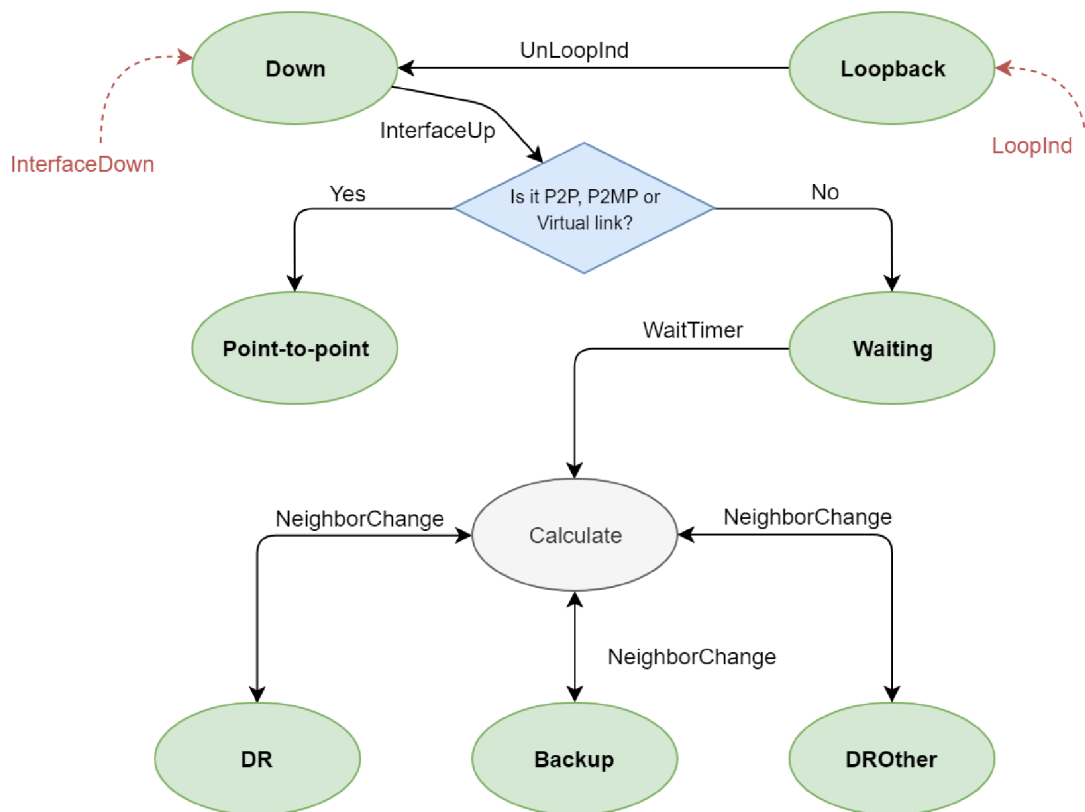 UnLoopInd
Down
Loopback
InterfaceUp
InterfaceDown
LoopInd
Yes
Is it P2P, P2MP or
Virtual link?
No
WaitTimer
Point-to-point
Waiting
NeighborChange
NeighborChange
Calculate
NeighborChange
DR
Backup
DROther